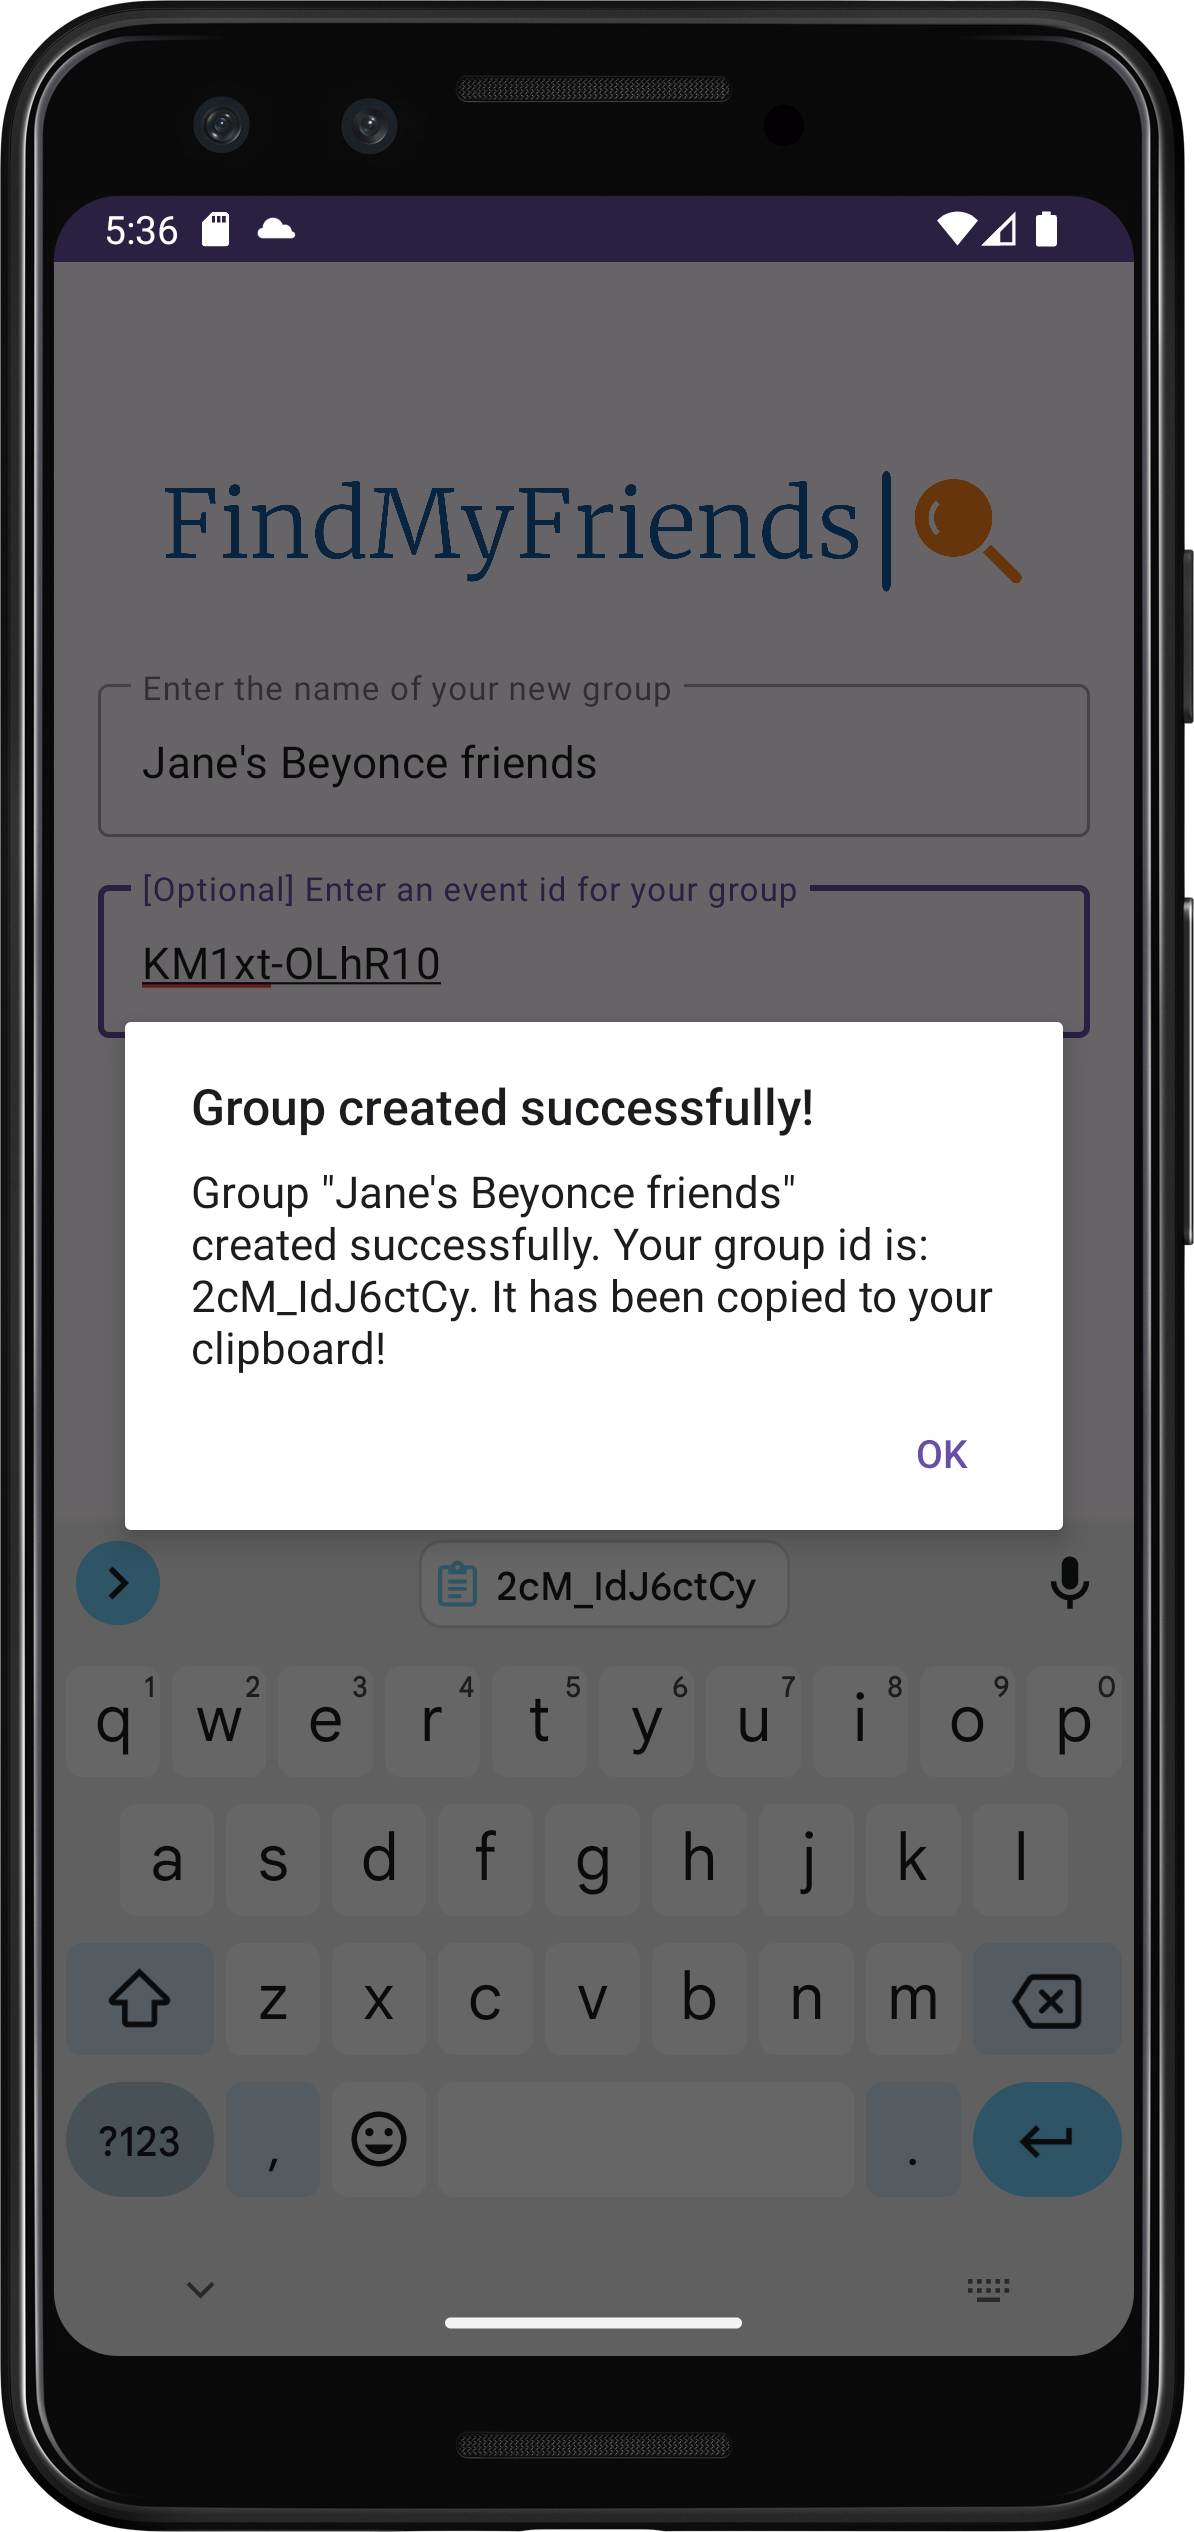 5:36
FindMyFriends
Enter the name of your new group
Jane's Beyonce friends
[Optional] Enter an event id for your group
KM1xt-OLhR10
Group created successfully!
Group "Jane's Beyonce friends"
created successfully. Your group id is:
2cM_IdJ6ctCy. It has been copied to your
clipboard!
OK
2cM_IdJ6ctCy
1 2 3 4 5 6 7 8 9 0
q w e r t y u i o p
a s d f g h j k l
z x c v b n m
?123 , .